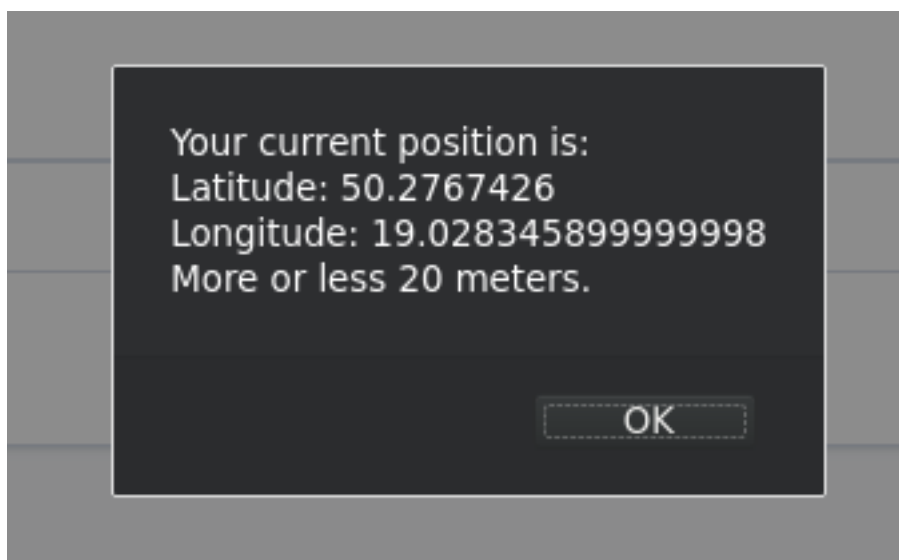 Your current position is:
Latitude: 50.2767426
Longitude: 19.028345899999998
More or less 20 meters.
OK